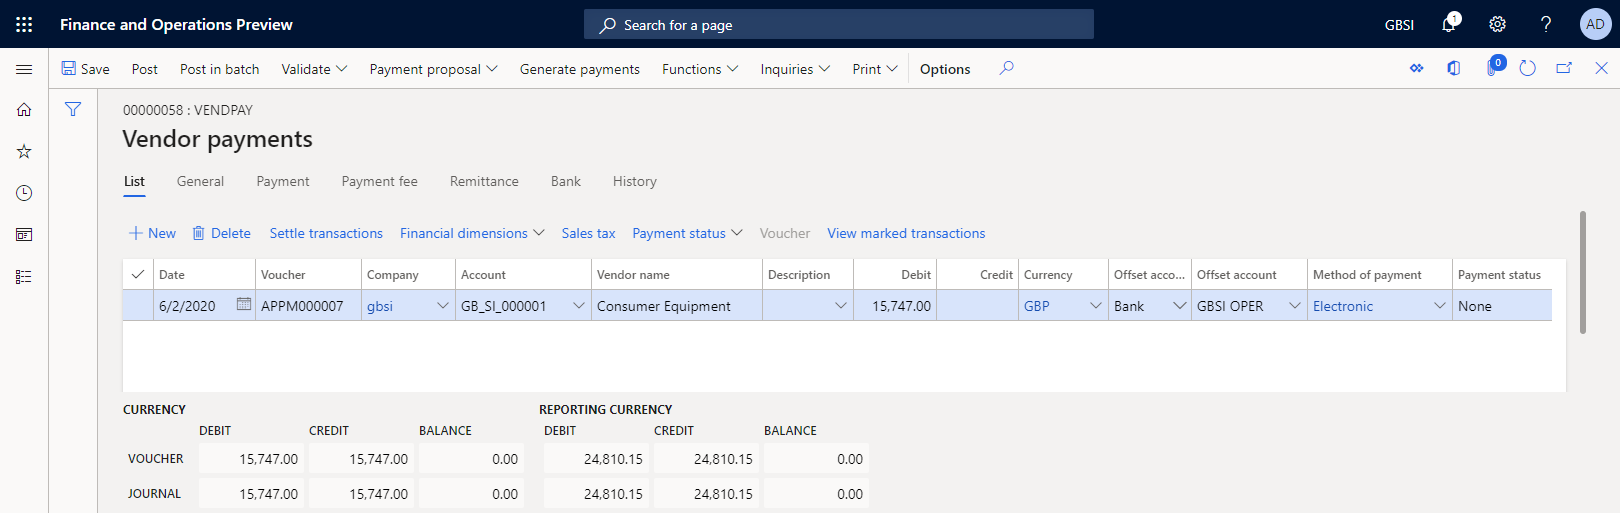 Finance and Operations Preview Search for a page GBSI 1 ? AD
Save Post Post in batch Validate Payment proposal Generate payments Functions Inquiries Print Options 0
00000058 : VENDPAY
Vendor payments
List General Payment Payment fee Remittance Bank History
New Delete Settle transactions Financial dimensions Sales tax Payment status Voucher View marked transactions
Date Voucher Company Account Vendor name Description Debit Credit Currency Offset acco... Offset account Method of payment Payment status
6/2/2020 APPM000007 gbsi GB_SI_000001 Consumer Equipment 15,747.00 GBP Bank GBSI OPER Electronic None
CURRENCY REPORTING CURRENCY
DEBIT CREDIT BALANCE DEBIT CREDIT BALANCE
VOUCHER 15,747.00 15,747.00 0.00 24,810.15 24,810.15 0.00
JOURNAL 15,747.00 15,747.00 0.00 24,810.15 24,810.15 0.00